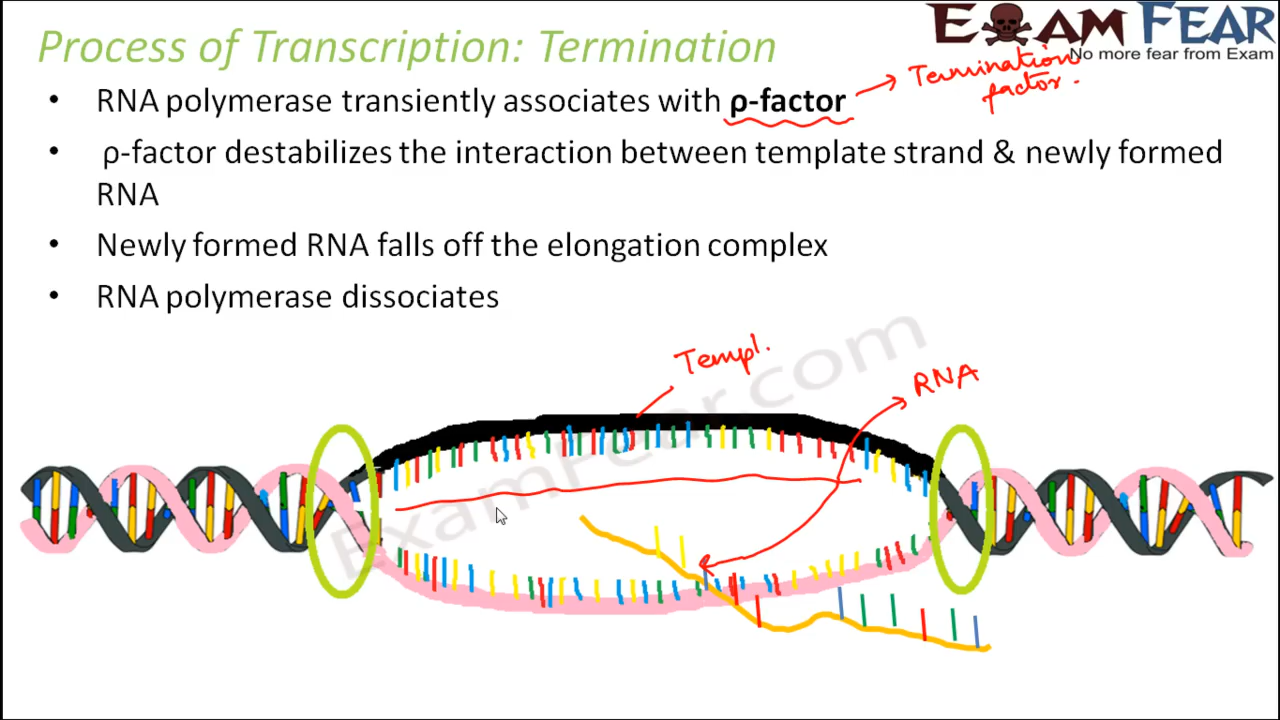 Process of Transcription: Termination
EXAM FEAR
No more fear from Exam
• RNA polymerase transiently associates with ρ-factor
Termination
factor.
• ρ-factor destabilizes the interaction between template strand & newly formed
RNA
• Newly formed RNA falls off the elongation complex
• RNA polymerase dissociates
Templ.
RNA
ExamFear.com